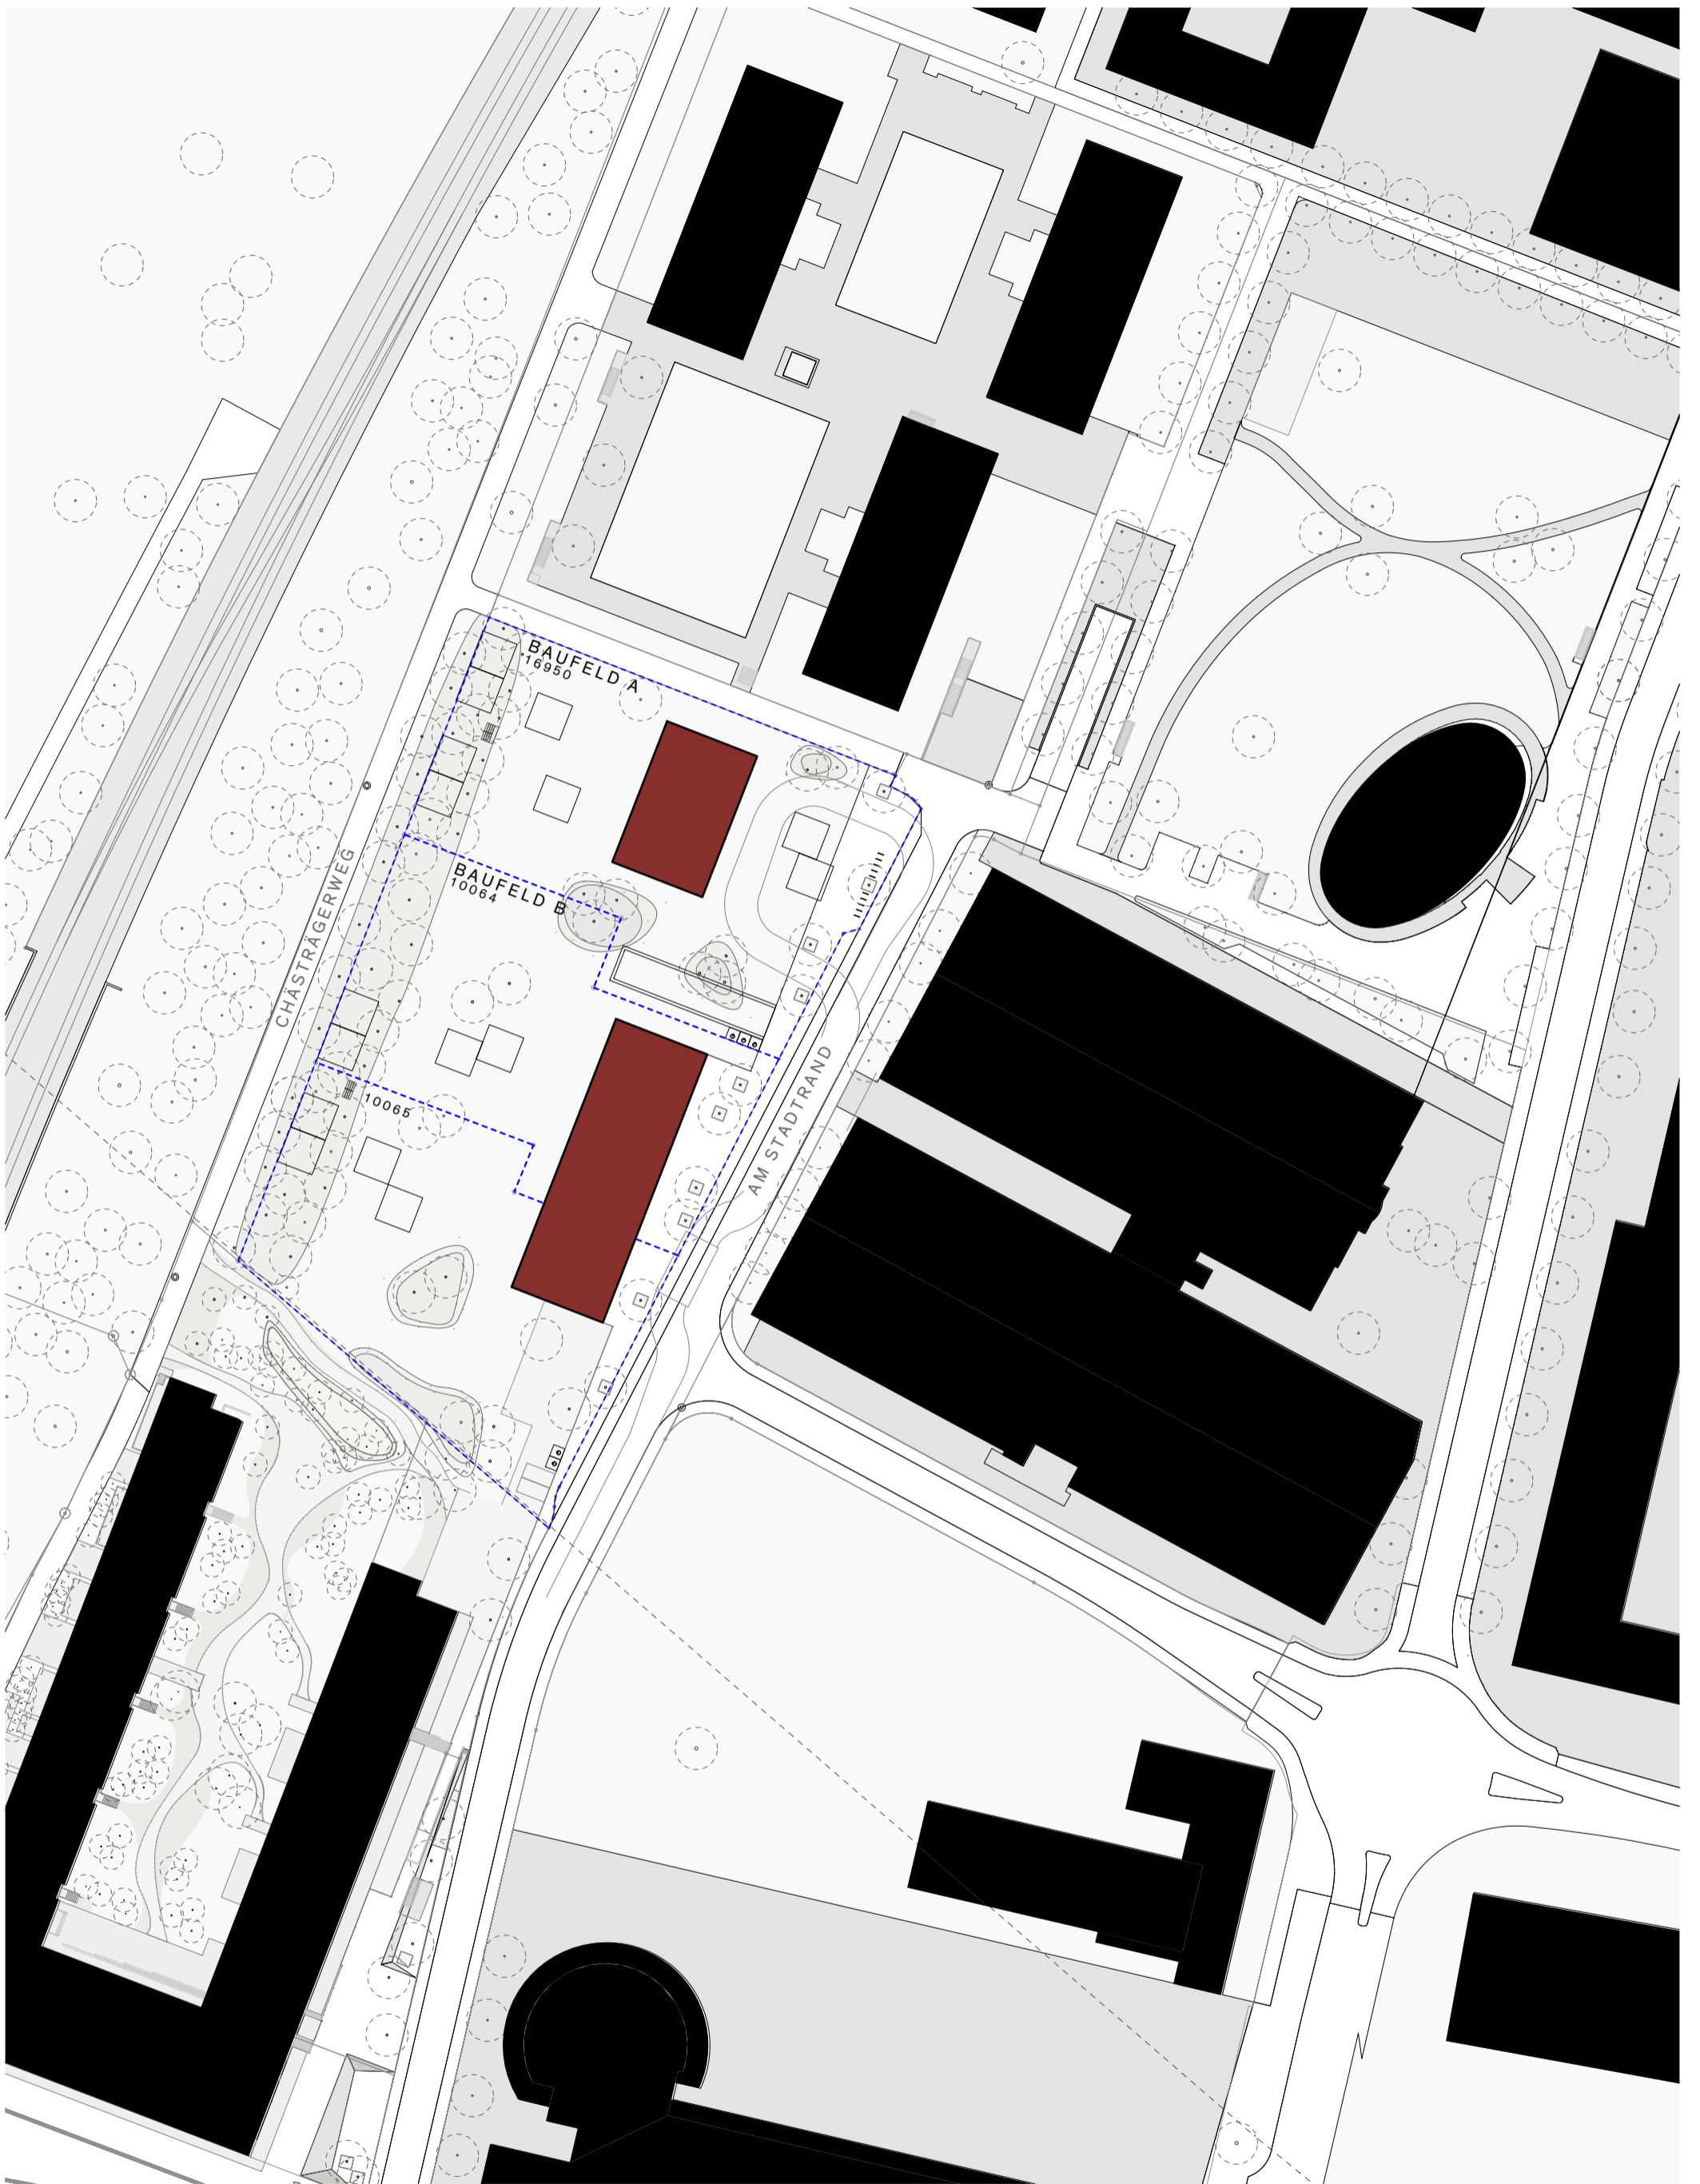 BAUFELD A
16950
BAUFELD B
10064
CHÄSTRÄGERWEG
10065
AM STADTRAND